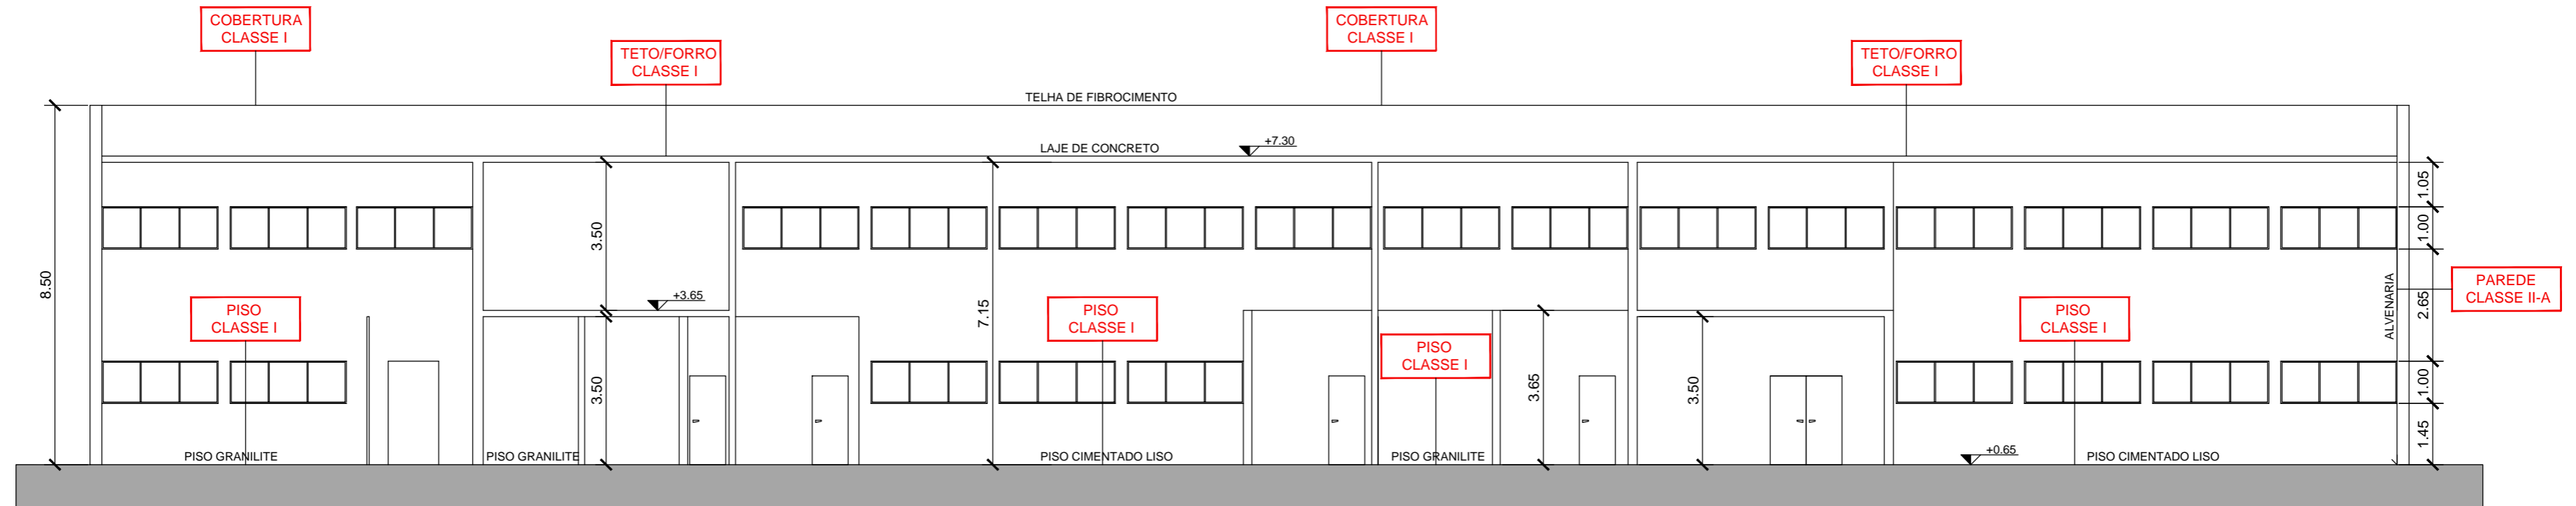 COBERTURA
CLASSE I
COBERTURA
CLASSE I
TETO/FORRO
CLASSE I
TETO/FORRO
CLASSE I
TELHA DE FIBROCIMENTO
+7.30
LAJE DE CONCRETO
1.05
1.00
3.50
8.50
+3.65
7.15
2.65
ALVENARIA
PAREDE
CLASSE II-A
PISO
CLASSE I
PISO
CLASSE I
PISO
CLASSE I
PISO
CLASSE I
3.50
3.65
3.50
1.00
1.45
PISO GRANILITE
PISO GRANILITE
PISO CIMENTADO LISO
PISO GRANILITE
+0.65
PISO CIMENTADO LISO